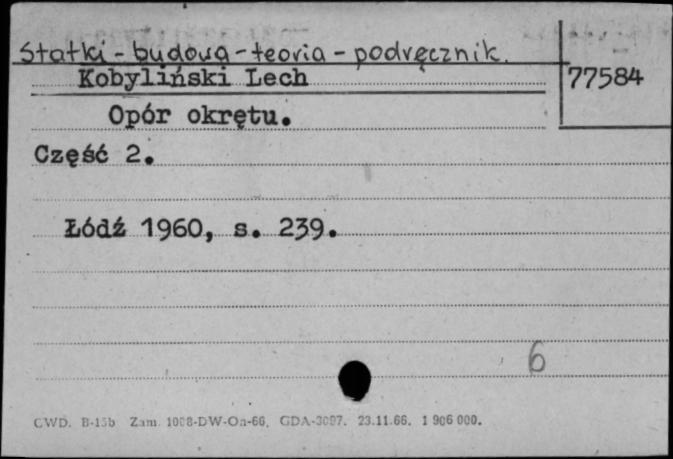 Statki - budowa - teoria - podręcznik.
Kobyliński Lech
77584
Opór okrętu.
Część 2.
Łódź 1960, s. 239.
6
CWD. B-15b Zam. 1008-DW-Oa-66. GDA-3097. 23.11.66. 1 906 000.